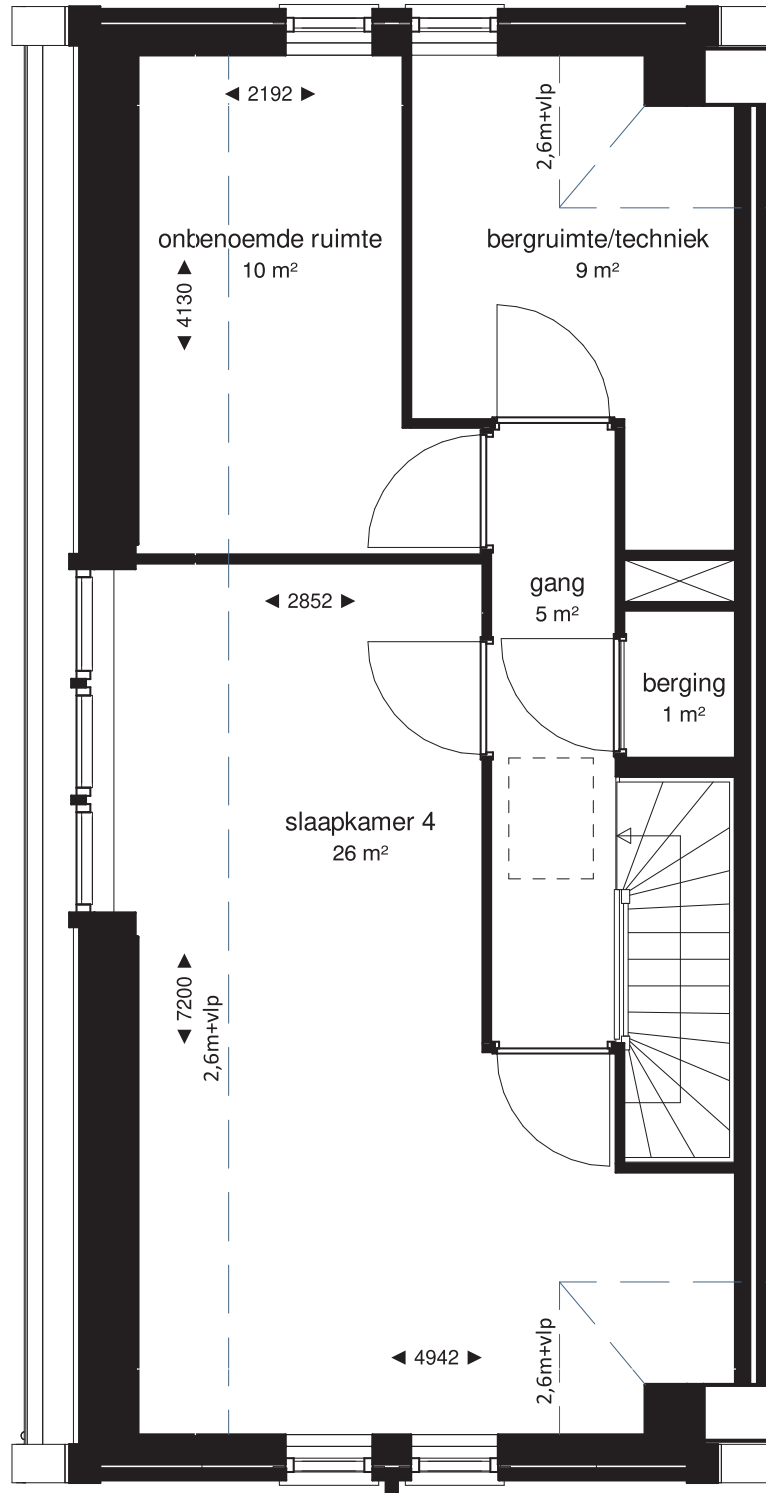 ◄ 2192 ►
2,6m+vlp
onbenoemde ruimte
10 m²
bergruimte/techniek
9 m²
◄ 4130 ►
gang
5 m²
◄ 2852 ►
berging
1 m²
slaapkamer 4
26 m²
◄ 7200 ►
2,6m+vlp
◄ 4942 ►
2,6m+vlp